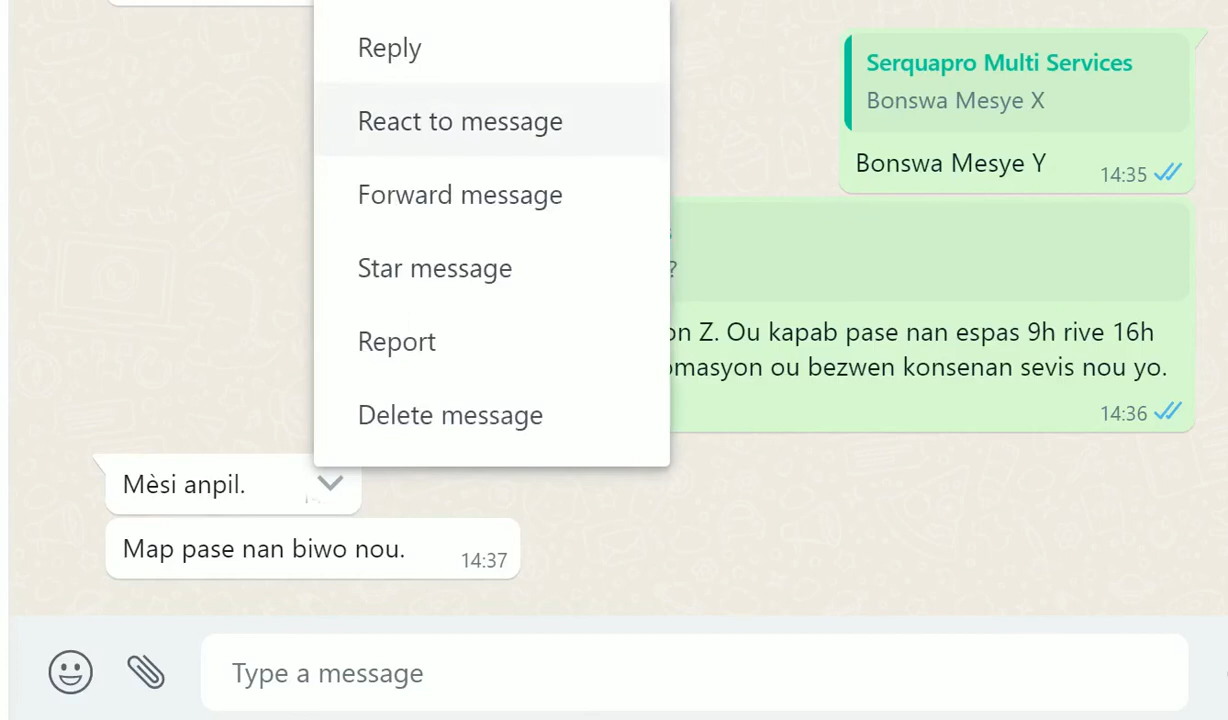 Reply
React to message
Forward message
Star message
Report
Delete message
Serquapro Multi Services
Bonswa Mesye X
Bonswa Mesye Y
14:35
?
Z. Ou kapab pase nan espas 9h rive 16h
ou bezwen konsenan sevis nou yo.
14:36
Mèsi anpil.
Map pase nan biwo nou.
14:37
Type a message